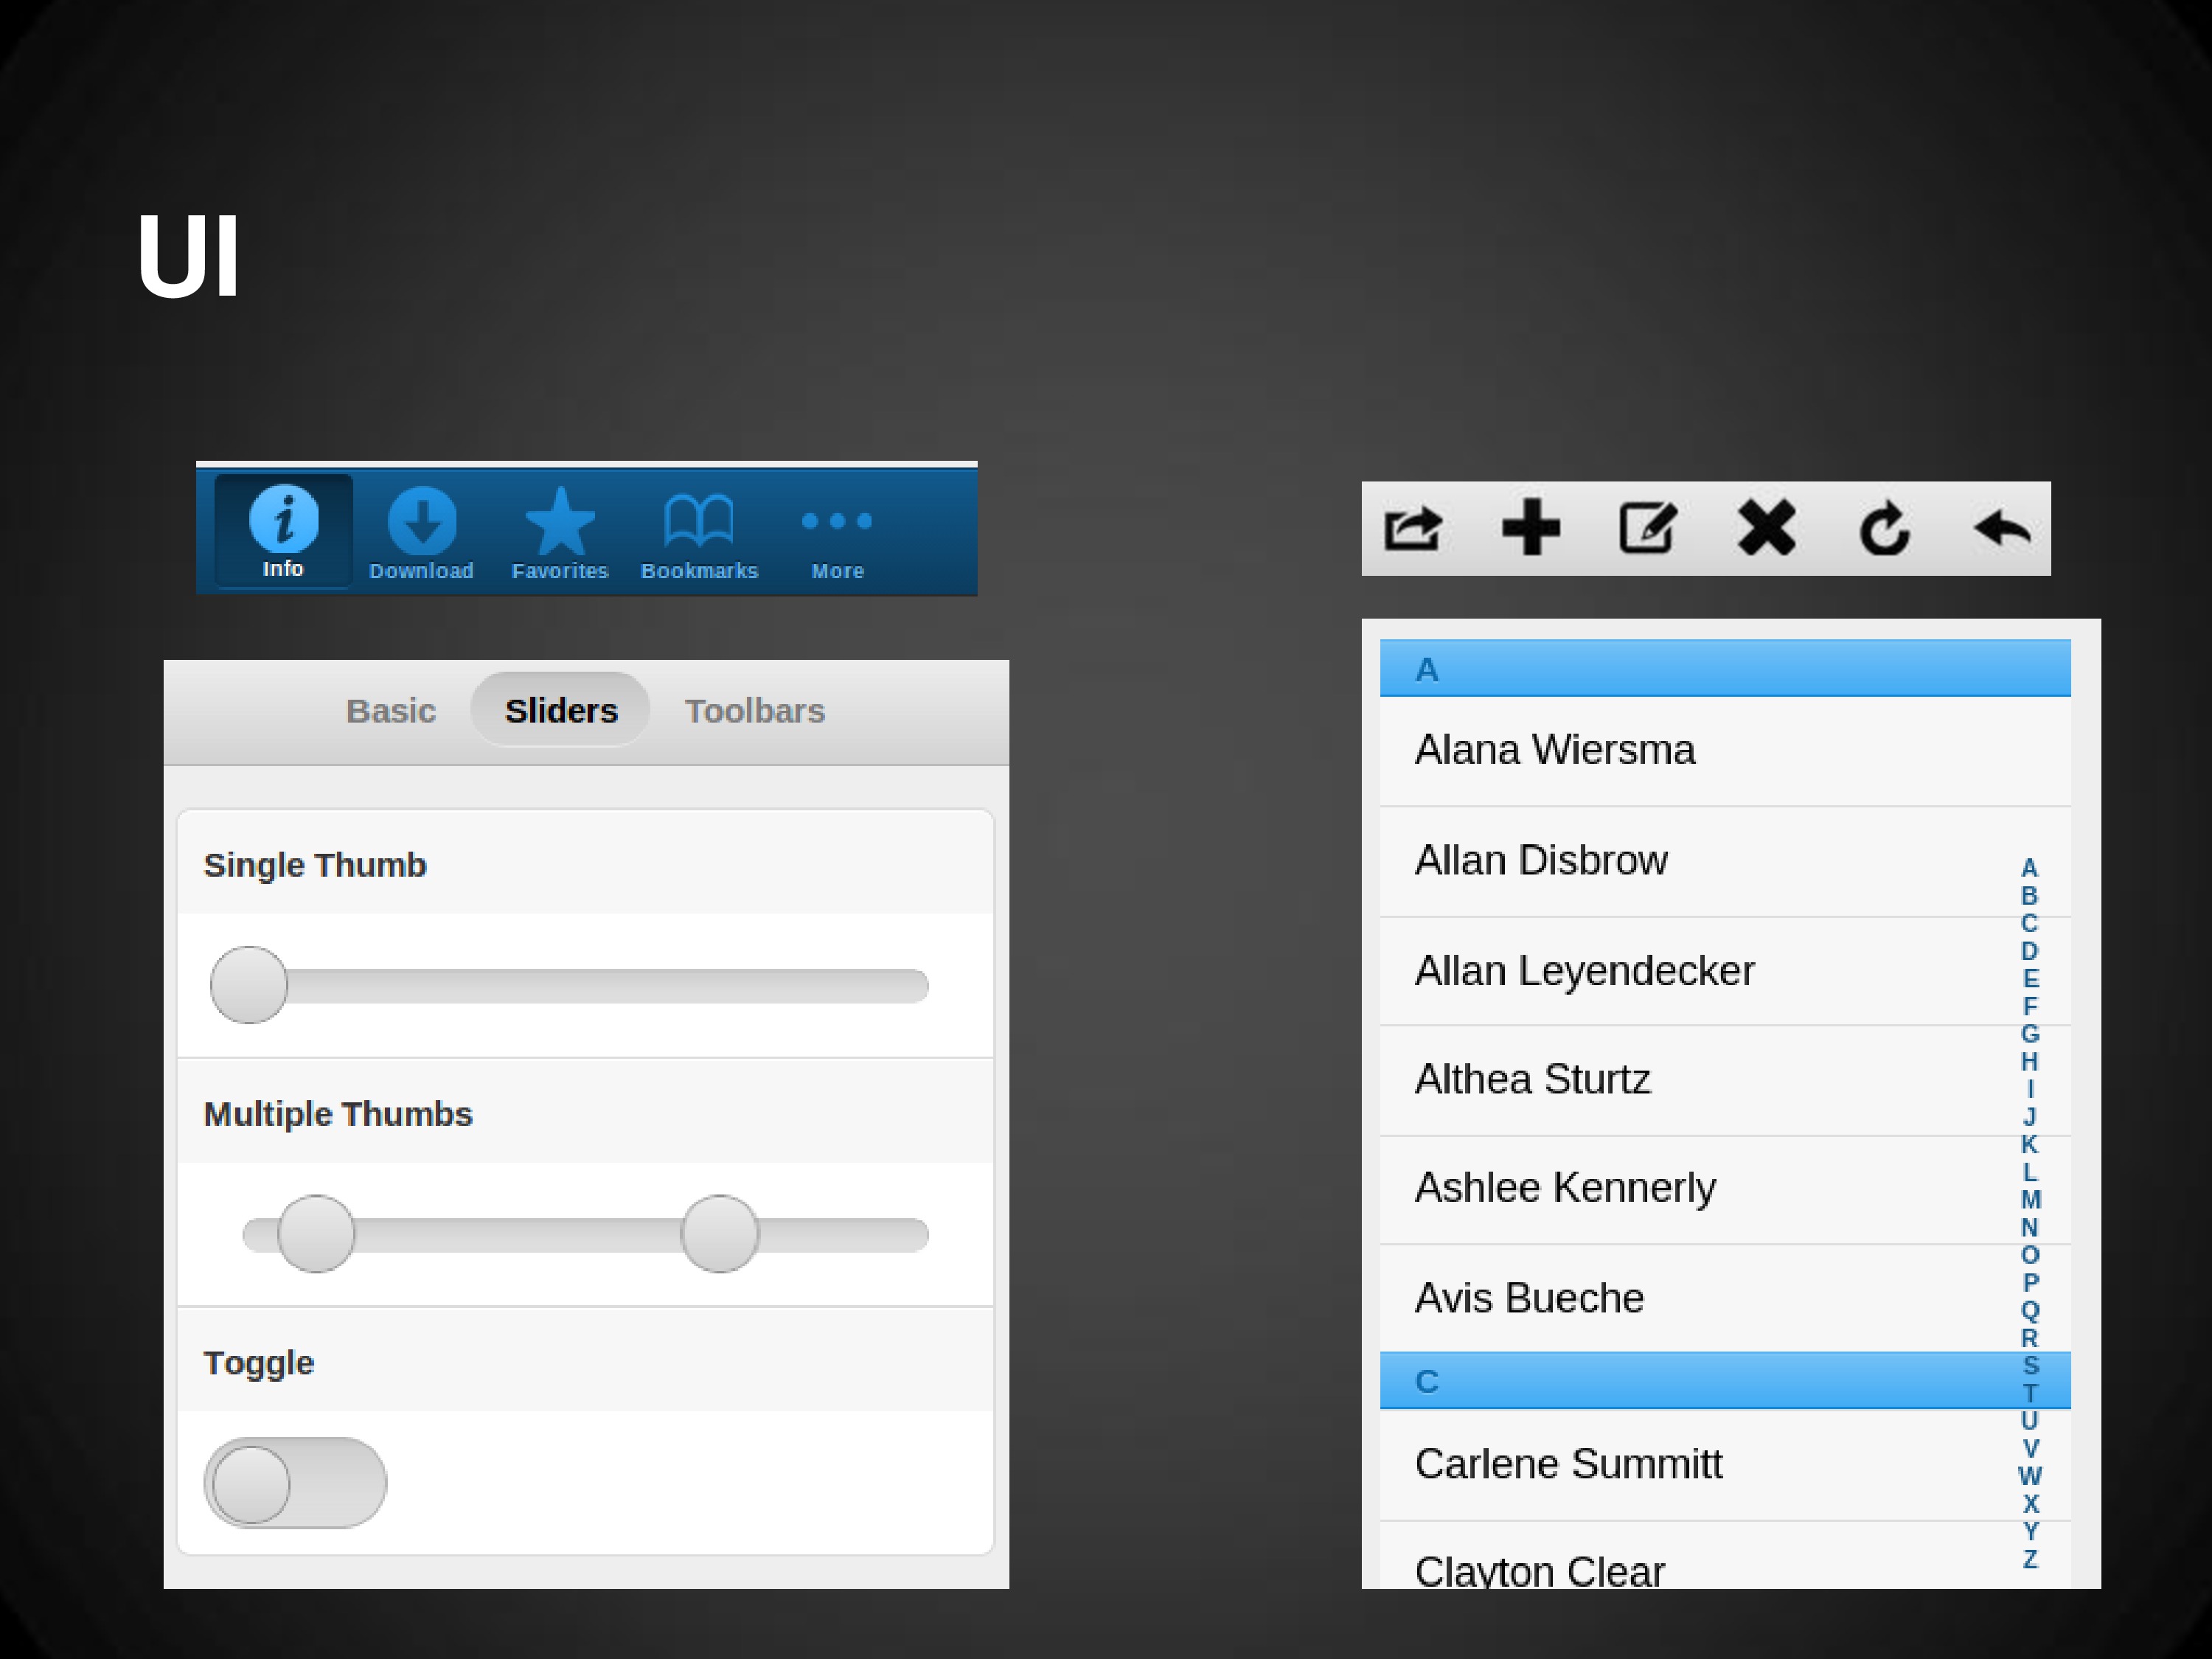 UI
Info
Download
Favorites
Bookmarks
More
Basic
Sliders
Toolbars
Single Thumb
Multiple Thumbs
Toggle
A
Alana Wiersma
Allan Disbrow
Allan Leyendecker
Althea Sturtz
Ashlee Kennerly
Avis Bueche
C
Carlene Summitt
Clayton Clear
A
B
C
D
E
F
G
H
I
J
K
L
M
N
O
P
Q
R
S
T
U
V
W
X
Y
Z